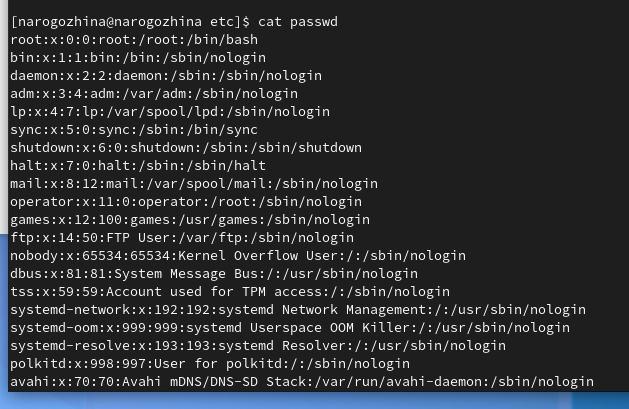 [narogozhina@narogozhina etc]$ cat passwd
root:x:0:0:root:/root:/bin/bash
bin:x:1:1:bin:/bin:/sbin/nologin
daemon:x:2:2:daemon:/sbin:/sbin/nologin
adm:x:3:4:adm:/var/adm:/sbin/nologin
lp:x:4:7:lp:/var/spool/lpd:/sbin/nologin
sync:x:5:0:sync:/sbin:/bin/sync
shutdown:x:6:0:shutdown:/sbin:/sbin/shutdown
halt:x:7:0:halt:/sbin:/sbin/halt
mail:x:8:12:mail:/var/spool/mail:/sbin/nologin
operator:x:11:0:operator:/root:/sbin/nologin
games:x:12:100:games:/usr/games:/sbin/nologin
ftp:x:14:50:FTP User:/var/ftp:/sbin/nologin
nobody:x:65534:65534:Kernel Overflow User:/:/sbin/nologin
dbus:x:81:81:System Message Bus:/:/usr/sbin/nologin
tss:x:59:59:Account used for TPM access:/:/sbin/nologin
systemd-network:x:192:192:systemd Network Management:/:/usr/sbin/nologin
systemd-oom:x:999:999:systemd Userspace OOM Killer:/:/usr/sbin/nologin
systemd-resolve:x:193:193:systemd Resolver:/:/usr/sbin/nologin
polkitd:x:998:997:User for polkitd:/:/sbin/nologin
avahi:x:70:70:Avahi mDNS/DNS-SD Stack:/var/run/avahi-daemon:/sbin/nologin